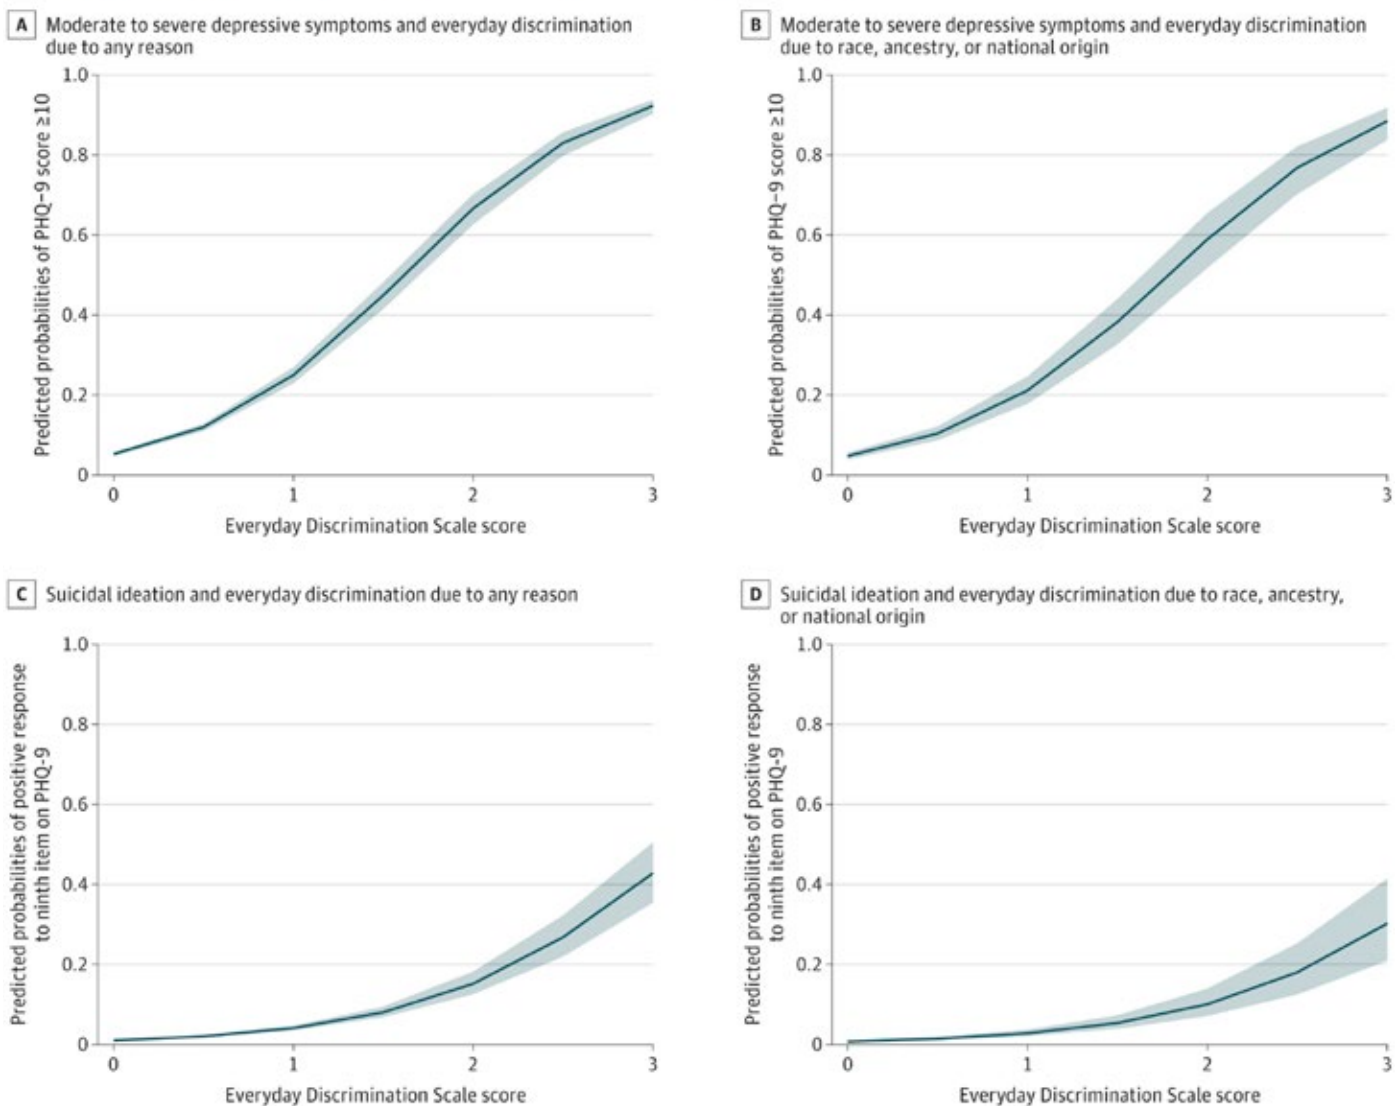 A Moderate to severe depressive symptoms and everyday discrimination
due to any reason
Predicted probabilities of PHQ-9 score ≥10
1.0
0.8
0.6
0.4
0.2
0
0 1 2 3
Everyday Discrimination Scale score
B Moderate to severe depressive symptoms and everyday discrimination
due to race, ancestry, or national origin
Predicted probabilities of PHQ-9 score ≥10
1.0
0.8
0.6
0.4
0.2
0
0 1 2 3
Everyday Discrimination Scale score
C Suicidal ideation and everyday discrimination due to any reason
Predicted probabilities of positive response
to ninth item on PHQ-9
1.0
0.8
0.6
0.4
0.2
0
0 1 2 3
Everyday Discrimination Scale score
D Suicidal ideation and everyday discrimination due to race, ancestry,
or national origin
Predicted probabilities of positive response
to ninth item on PHQ-9
1.0
0.8
0.6
0.4
0.2
0
0 1 2 3
Everyday Discrimination Scale score